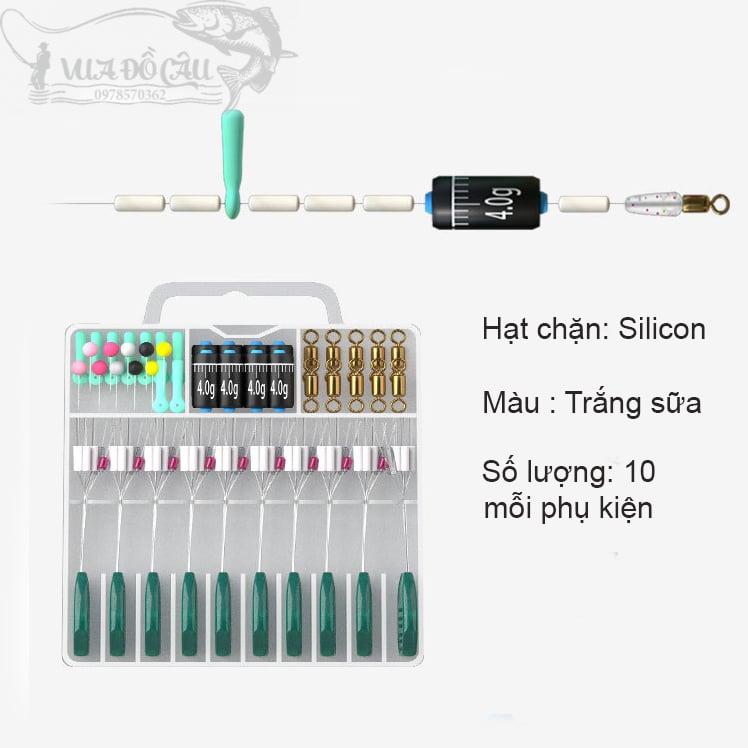 VUA ĐỒ CÂU
0978570362
4.0g
Hạt chặn: Silicon
4.0g 4.0g 4.0g 4.0g
Màu : Trắng sữa
Số lượng: 10
mỗi phụ kiện